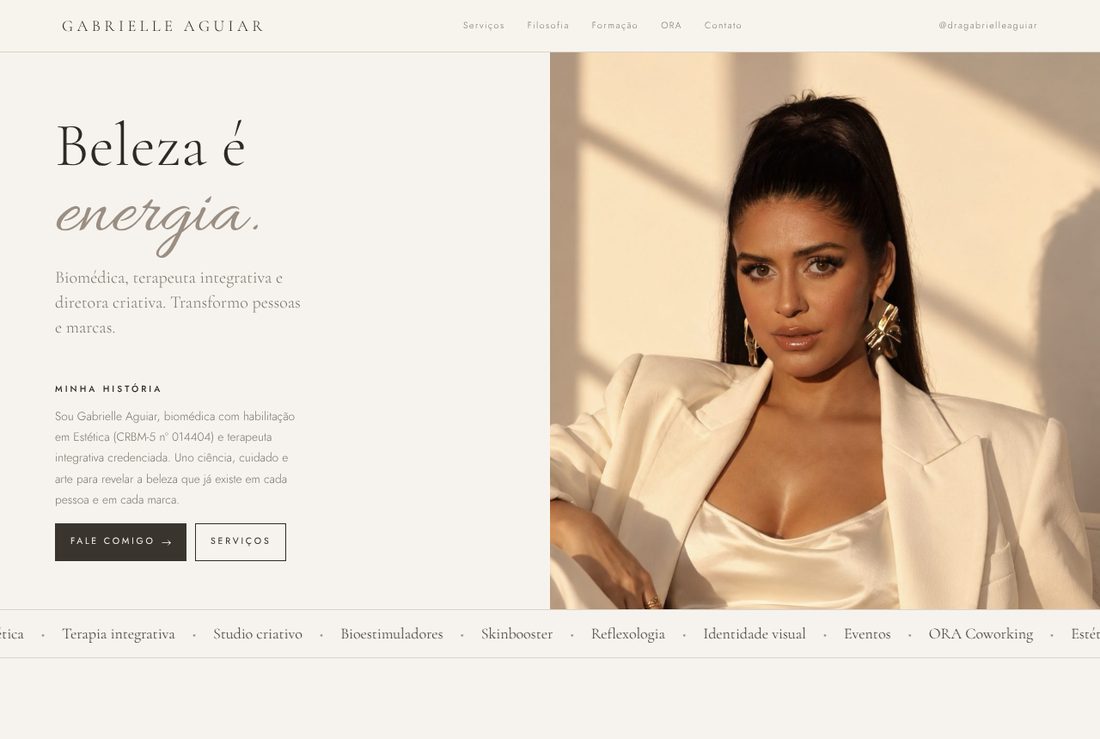 GABRIELLE AGUIAR
Serviços Filosofia Formação ORA Contato
@dragabrielleaguiar
Beleza é
energia.
Biomédica, terapeuta integrativa e
diretora criativa. Transformo pessoas
e marcas.
MINHA HISTÓRIA
Sou Gabrielle Aguiar, biomédica com habilitação
em Estética (CRBM-5 nº 014404) e terapeuta
integrativa credenciada. Uno ciência, cuidado e
arte para revelar a beleza que já existe em cada
pessoa e em cada marca.
FALE COMIGO →
SERVIÇOS
ética • Terapia integrativa • Studio criativo • Bioestimuladores • Skinbooster • Reflexologia • Identidade visual • Eventos • ORA Coworking • Estét